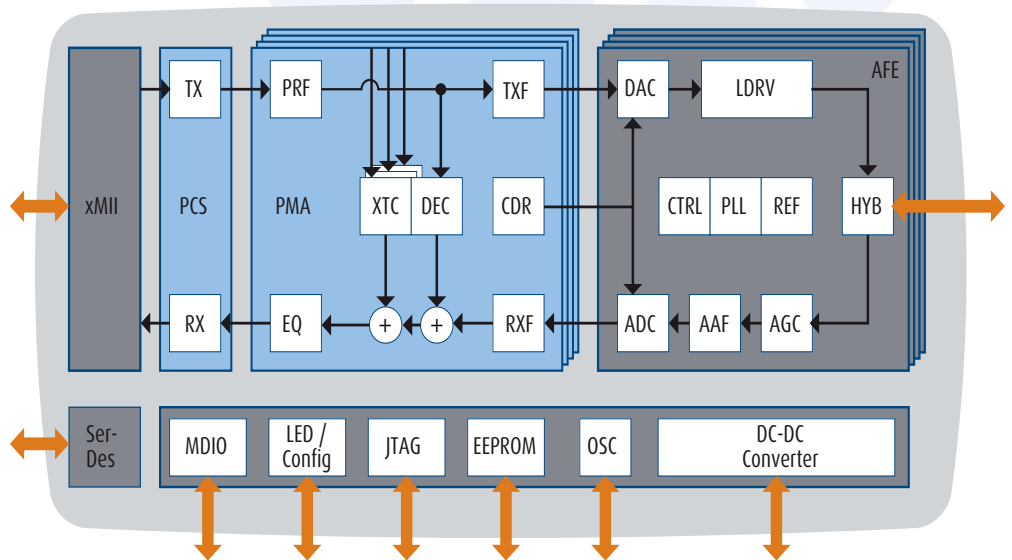 AFE
TX
PRF
TXF
DAC
LDRV
xMII
PCS
PMA
XTC
DEC
CDR
CTRL
PLL
REF
HYB
RX
EQ
+
+
RXF
ADC
AAF
AGC
Ser-
Des
MDIO
LED /
Config
JTAG
EEPROM
OSC
DC-DC
Converter